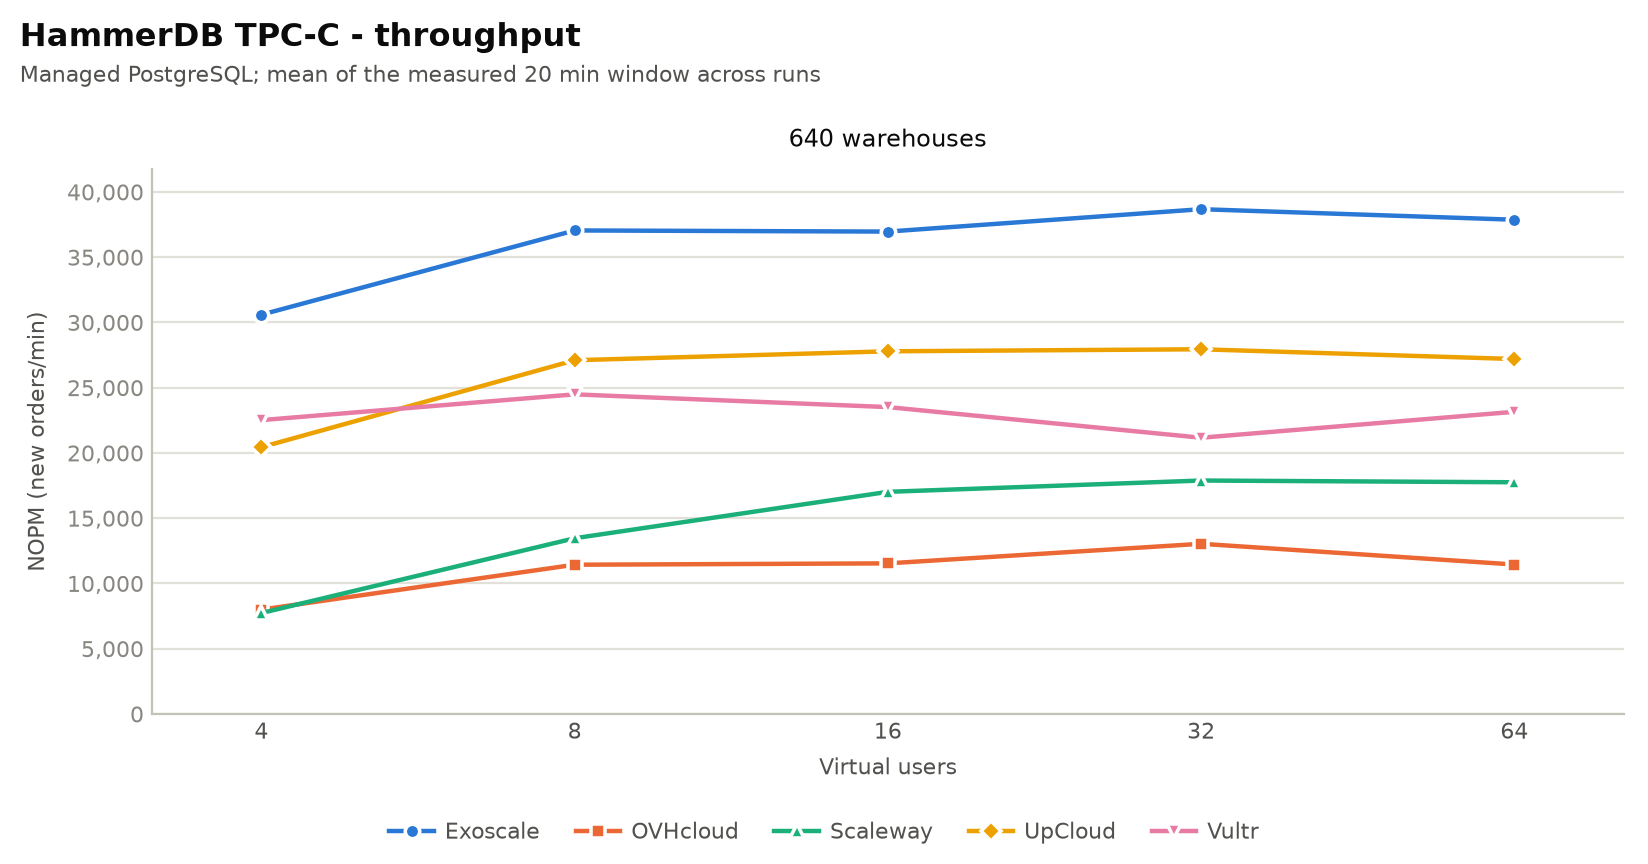 HammerDB TPC-C - throughput
Managed PostgreSQL; mean of the measured 20 min window across runs
640 warehouses
NOPM (new orders/min)
40,000
35,000
30,000
25,000
20,000
15,000
10,000
5,000
0
4 8 16 32 64
Virtual users
Exoscale OVHcloud Scaleway UpCloud Vultr